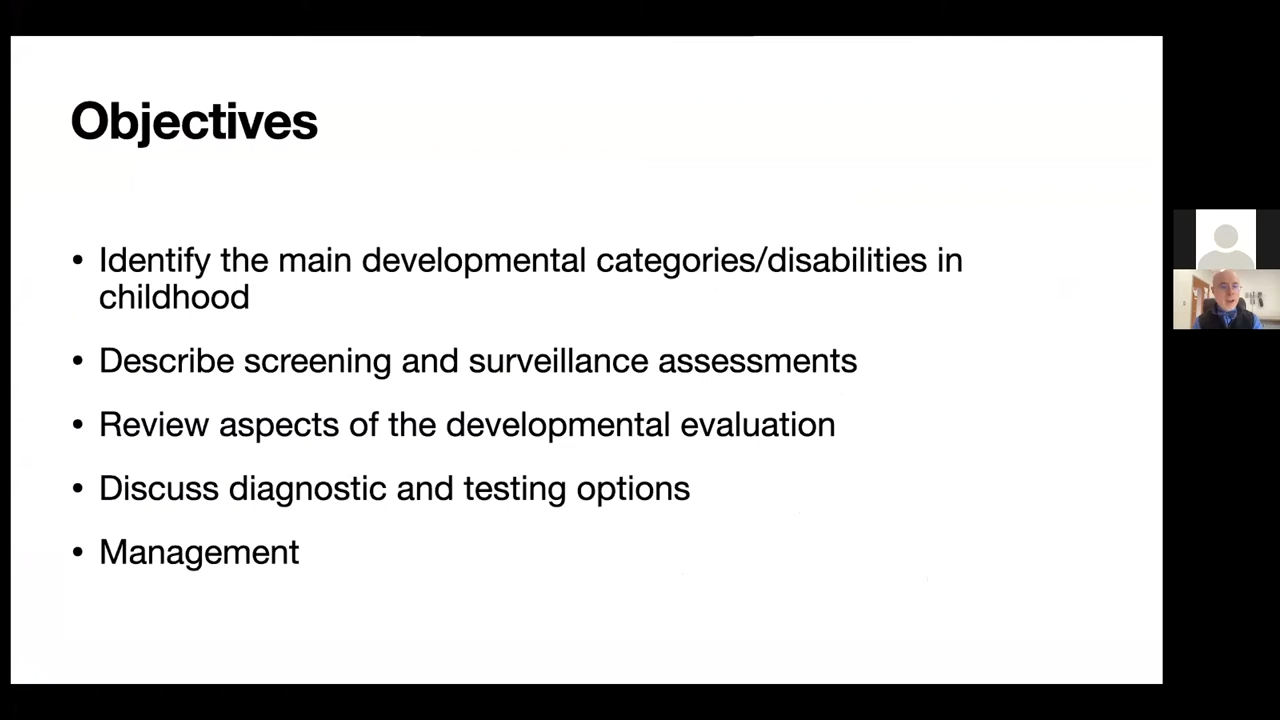 Objectives
• Identify the main developmental categories/disabilities in
childhood
• Describe screening and surveillance assessments
• Review aspects of the developmental evaluation
• Discuss diagnostic and testing options
• Management